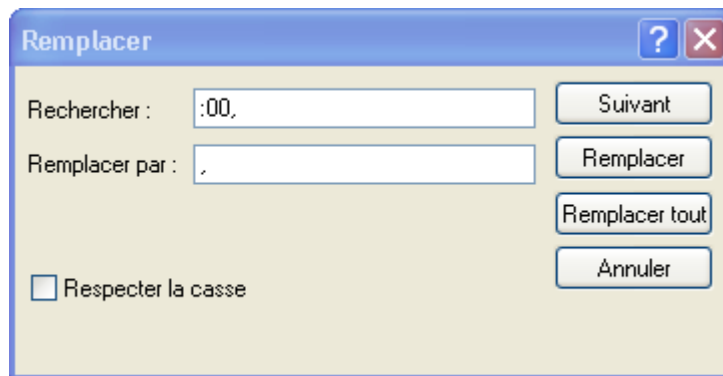 Remplacer
Rechercher : :00, Suivant
Remplacer par : , Remplacer
Remplacer tout
Respecter la casse Annuler